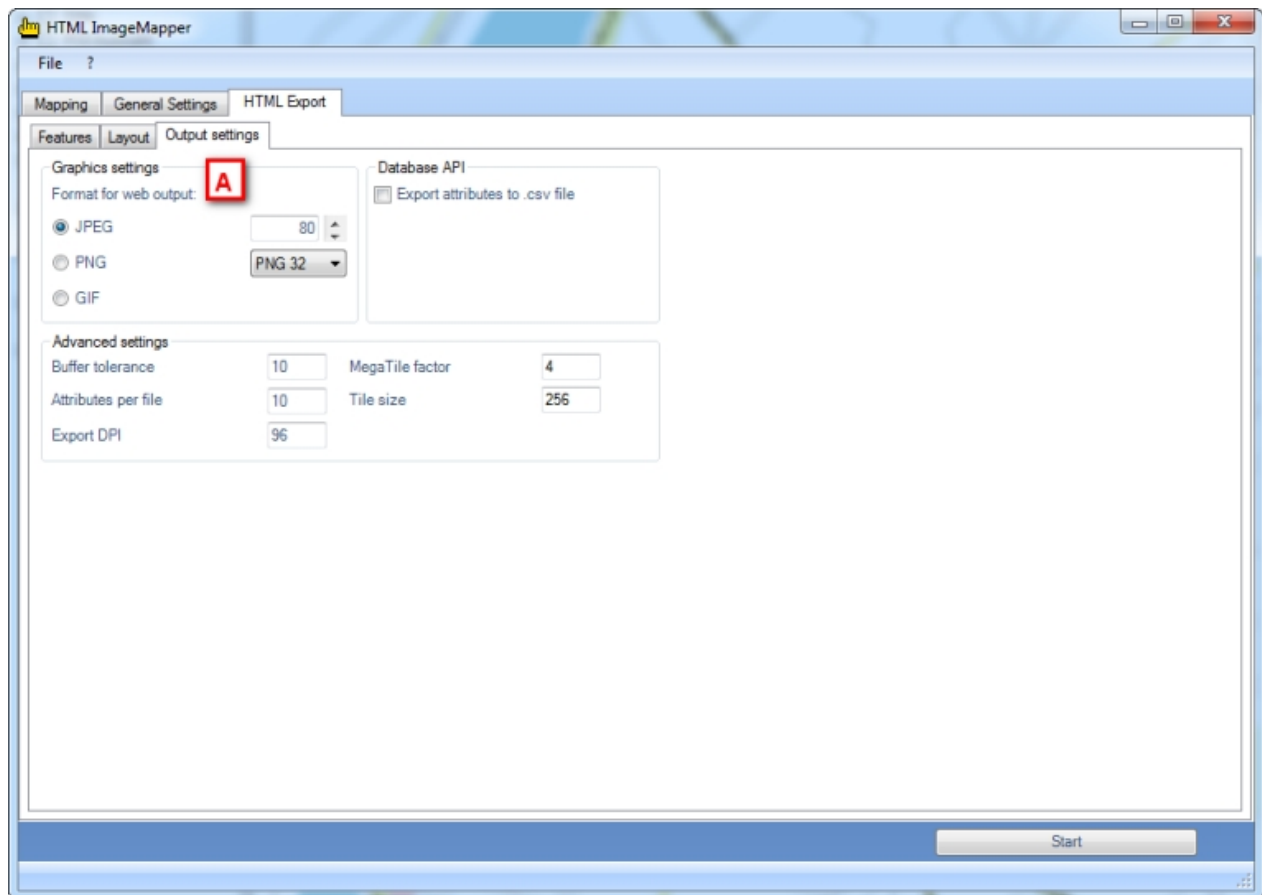 HTML ImageMapper
File ?
Mapping General Settings HTML Export
Features Layout Output settings
Graphics settings
A
Format for web output:
JPEG 80
PNG PNG 32
GIF
Database API
Export attributes to .csv file
Advanced settings
Buffer tolerance 10 MegaTile factor 4
Attributes per file 10 Tile size 256
Export DPI 96
Start